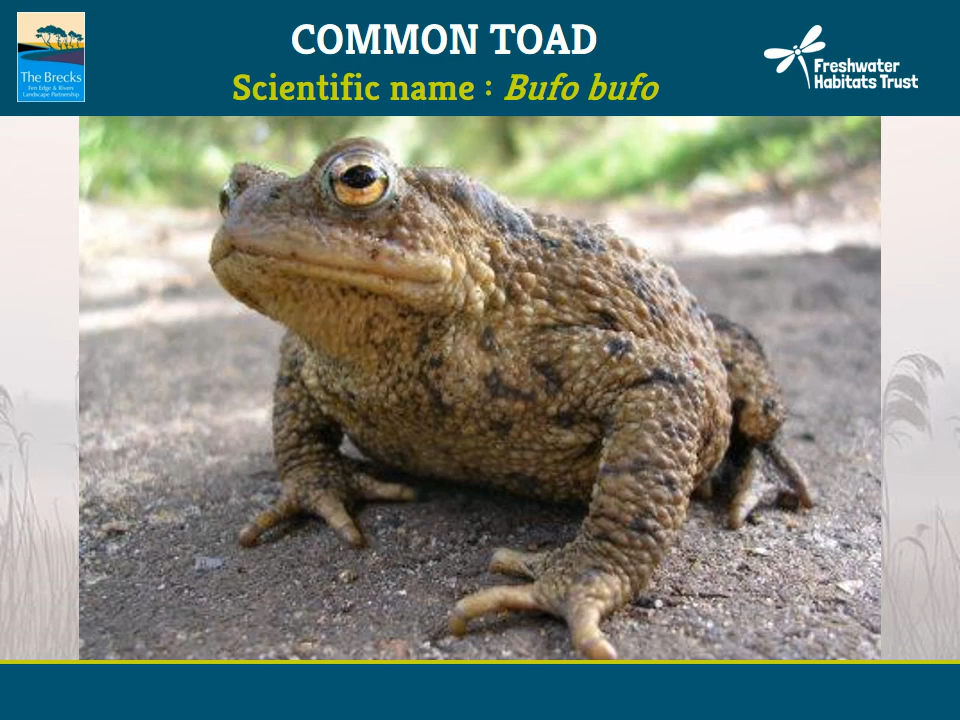 COMMON TOAD
Scientific name : Bufo bufo
The Brecks
Fen Edge & Rivers
Landscape Partnership
Freshwater
Habitats Trust